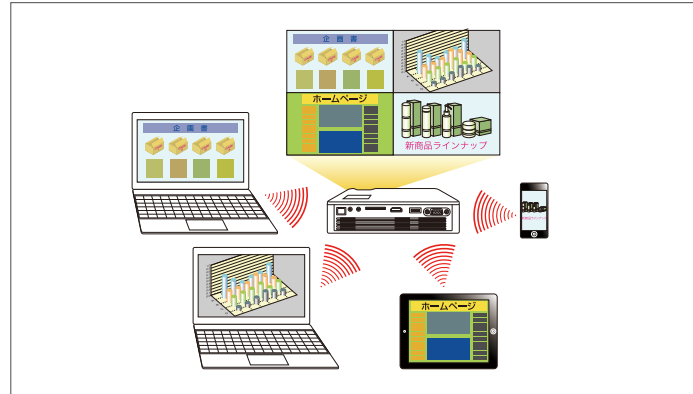 企 画 書
ホームページ
新商品ラインナップ
企 画 書
ホームページ